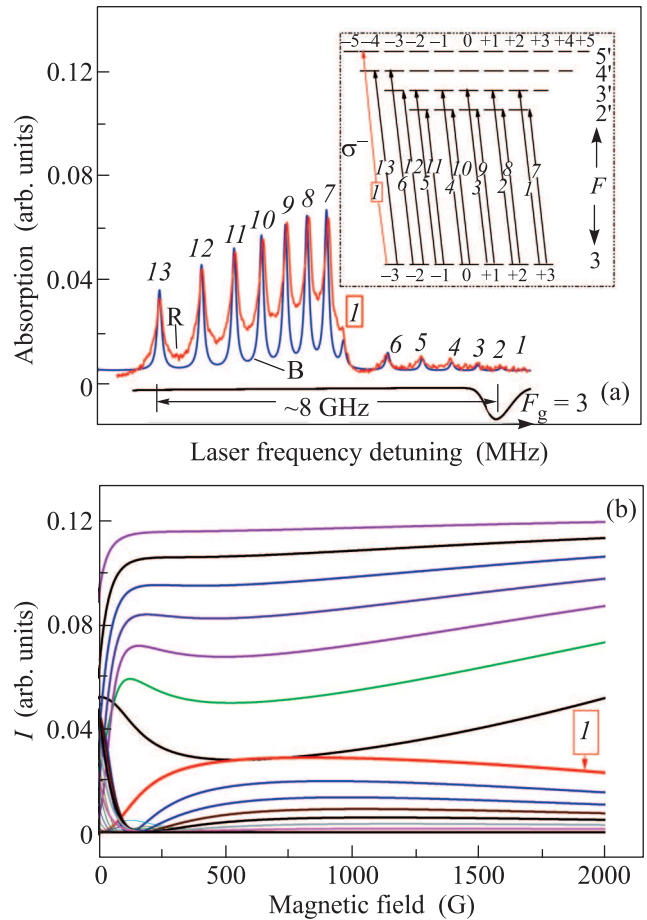 (a)
0.12
0.08
0.04
0
Absorption (arb. units)
–5 –4 –3 –2 –1 0 +1 +2 +3 +4 +5
5'
4'
3'
2'
σ–
13 12 11 10 9 8 7
1 6 5 4 3 2 1
F
3
–3 –2 –1 0 +1 +2 +3
13 12 11 10 9 8 7
1
6 5 4 3 2 1
R
B
~8 GHz
Fg = 3
Laser frequency detuning (MHz)
(b)
0.12
0.08
0.04
0
I (arb. units)
1
0 500 1000 1500 2000
Magnetic field (G)